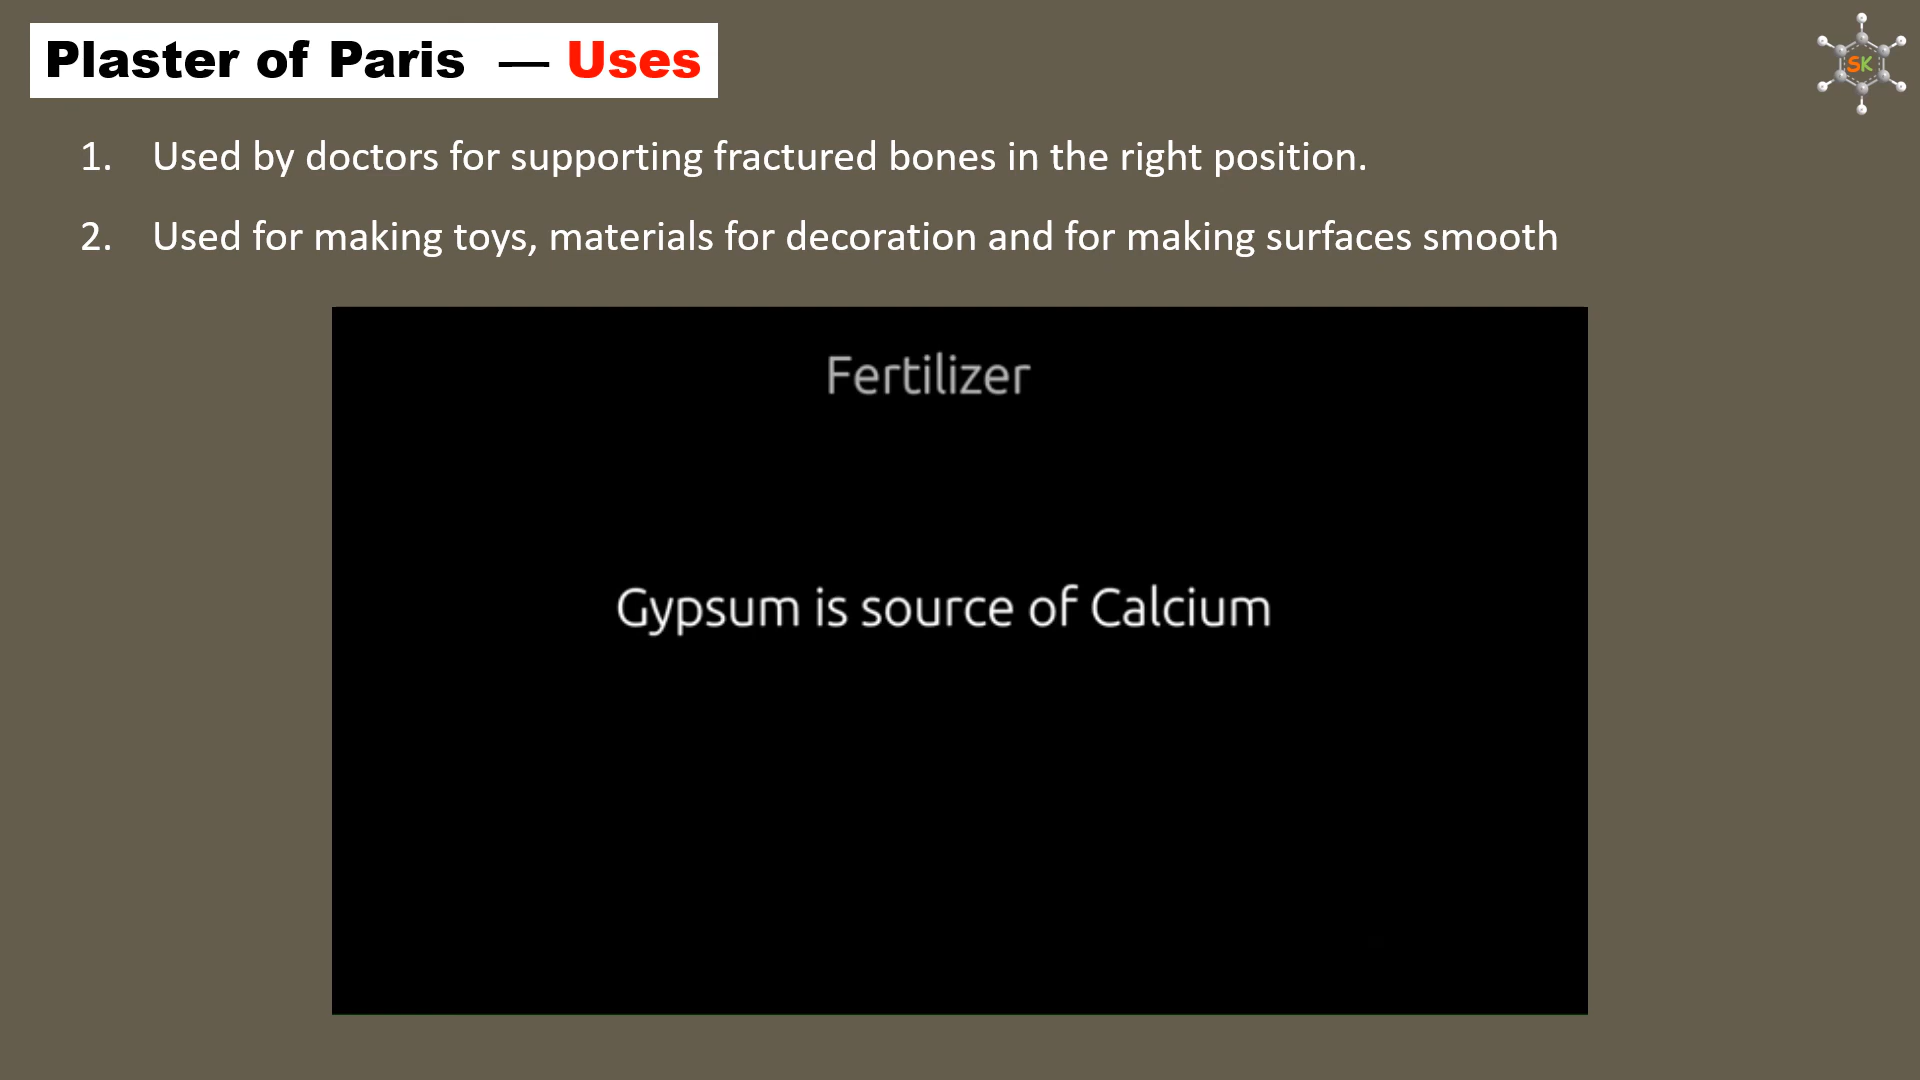 Plaster of Paris — Uses
SK
1. Used by doctors for supporting fractured bones in the right position.
2. Used for making toys, materials for decoration and for making surfaces smooth
Fertilizer
Gypsum is source of Calcium